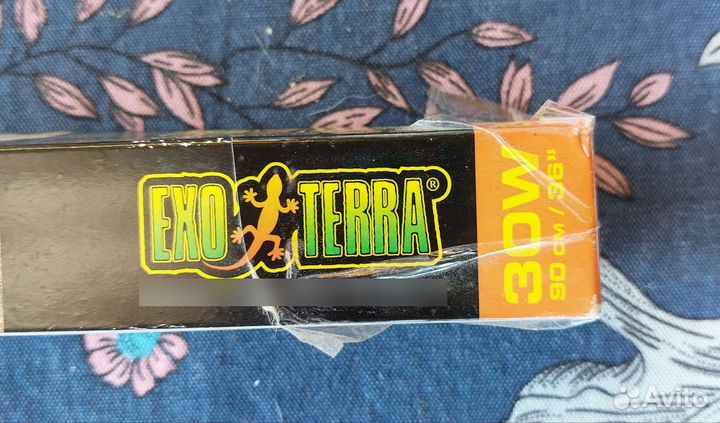 EXO TERRA®
30W
90 CM / 36"
Avito